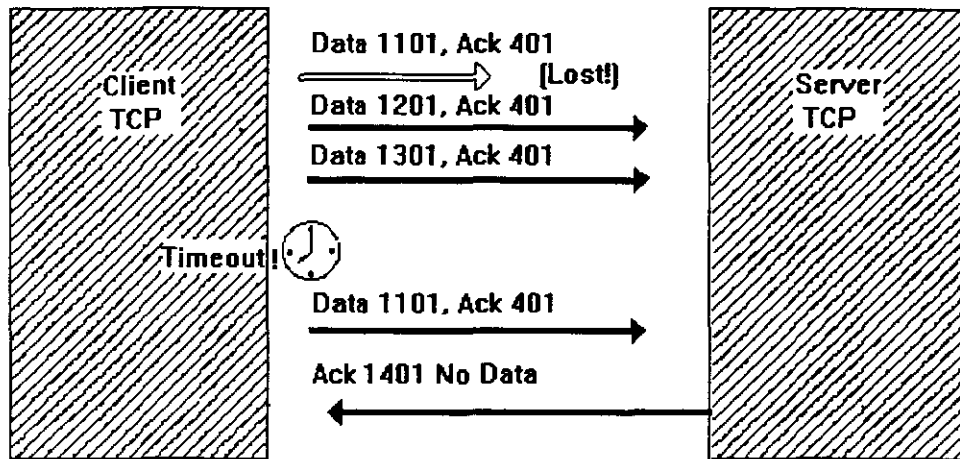 Data 1101, Ack 401
(Lost!)
Client
TCP
Server
TCP
Data 1201, Ack 401
Data 1301, Ack 401
Timeout!
Data 1101, Ack 401
Ack 1401 No Data